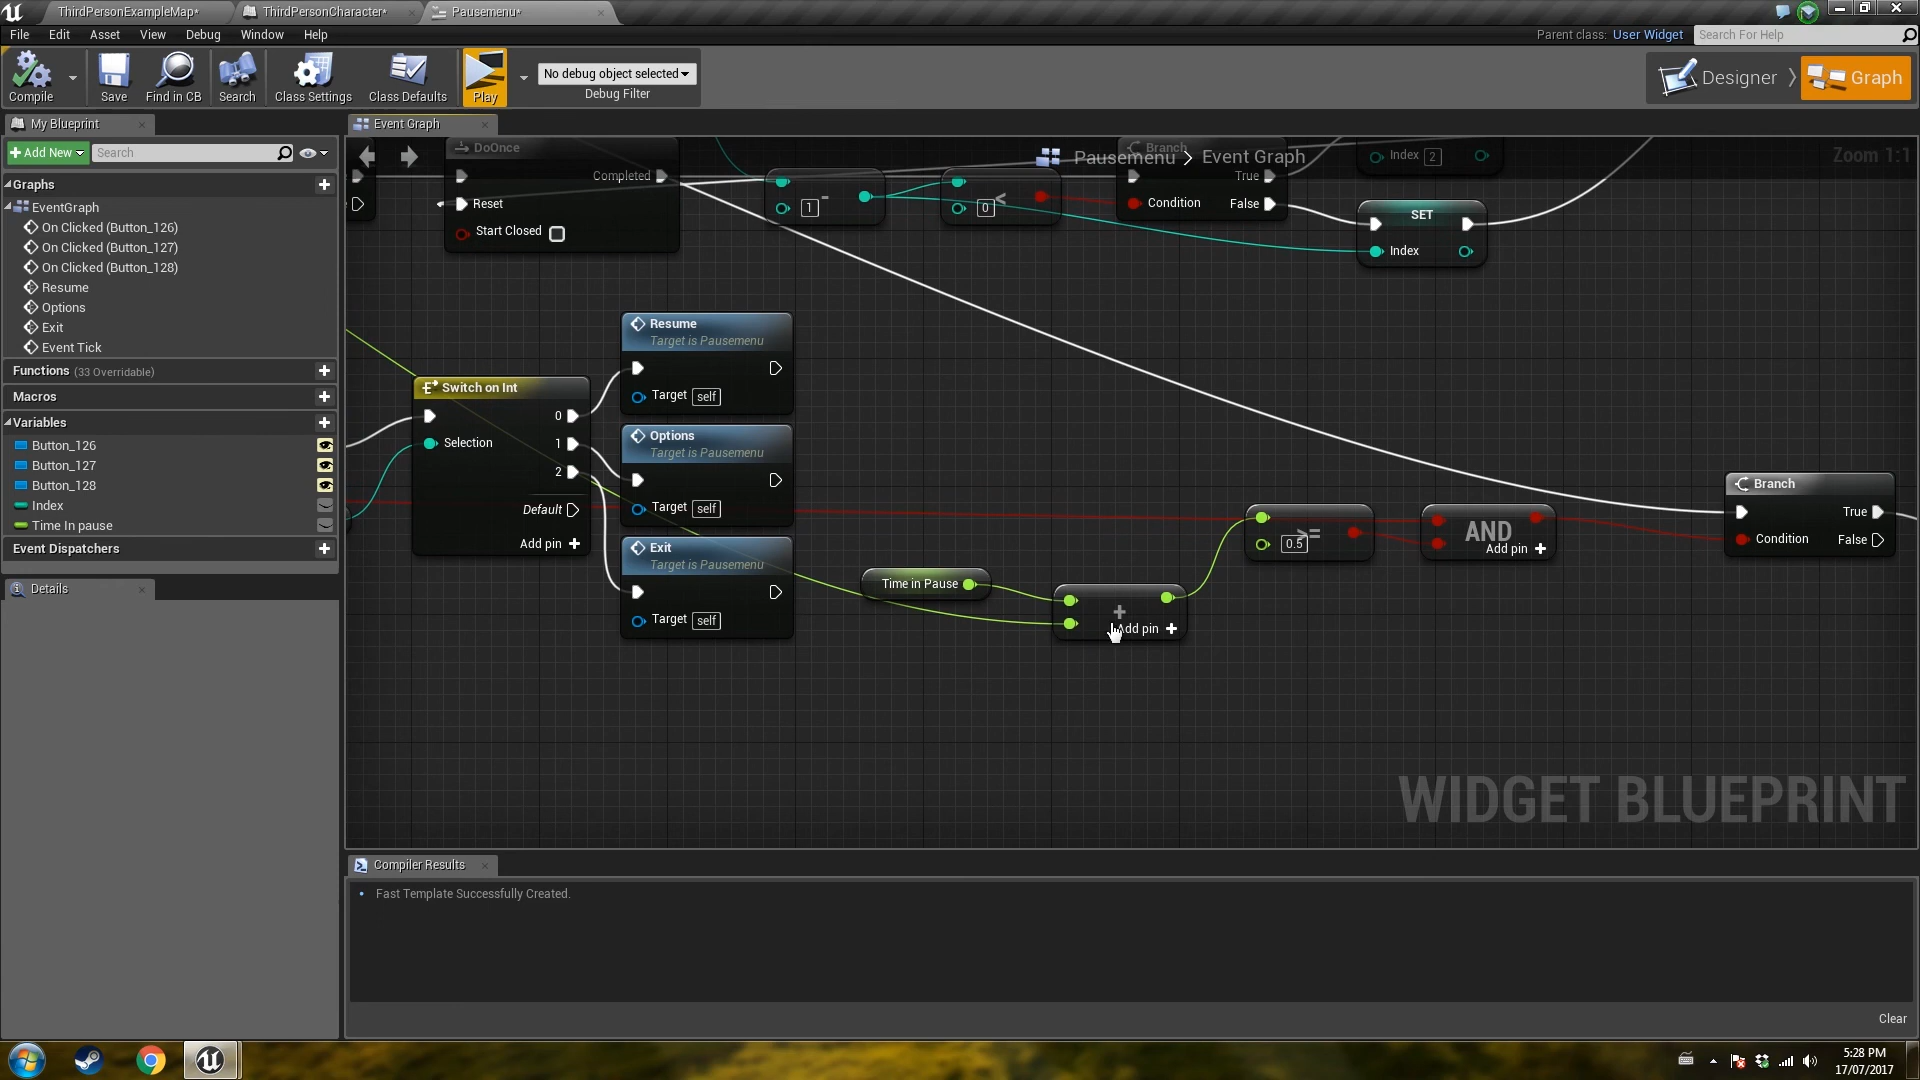 ThirdPersonExampleMap*
ThirdPersonCharacter*
Pausemenu*
File Edit Asset View Debug Window Help
Parent class: User Widget
Search For Help
Compile
Save
Find in CB
Search
Class Settings
Class Defaults
Play
No debug object selected
Debug Filter
Designer
Graph
My Blueprint
Event Graph
Add New
Search
Graphs
EventGraph
On Clicked (Button_126)
On Clicked (Button_127)
On Clicked (Button_128)
Resume
Options
Exit
Event Tick
Functions (33 Overridable)
Macros
Variables
Button_126
Button_127
Button_128
Index
Time In pause
Event Dispatchers
Details
Pausemenu > Event Graph
Zoom 1:1
DoOnce
Completed
Reset
Start Closed
1 -
0 <
Branch
True
Condition
False
Index 2
SET
Index
Switch on Int
0
Selection
1
2
Default
Add pin +
Resume
Target is Pausemenu
Target self
Options
Target is Pausemenu
Target self
Exit
Target is Pausemenu
Target self
Time in Pause
+
Add pin +
>=
0.5
AND
Add pin +
Branch
True
Condition
False
WIDGET BLUEPRINT
Compiler Results
Fast Template Successfully Created.
Clear
5:28 PM
17/07/2017